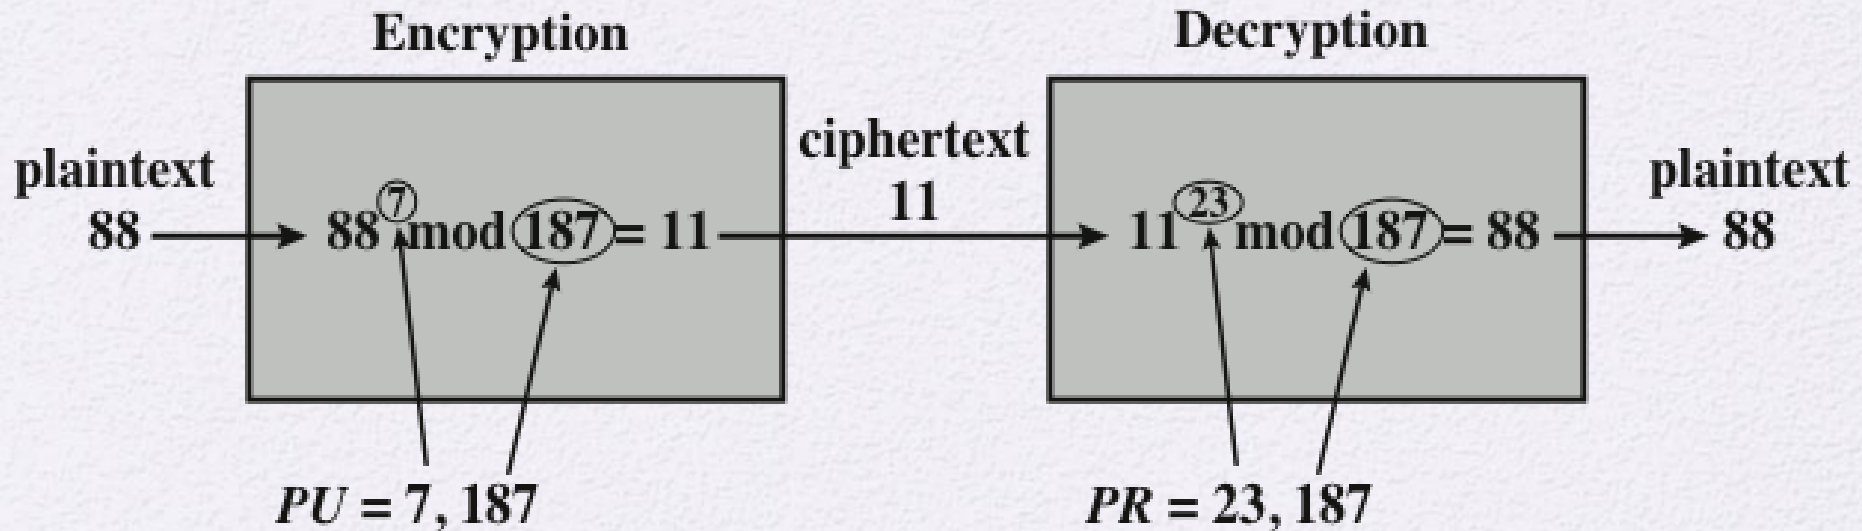 Encryption
Decryption
plaintext
88
88^7 mod 187 = 11
ciphertext
11
11^23 mod 187 = 88
plaintext
88
PU = 7, 187
PR = 23, 187